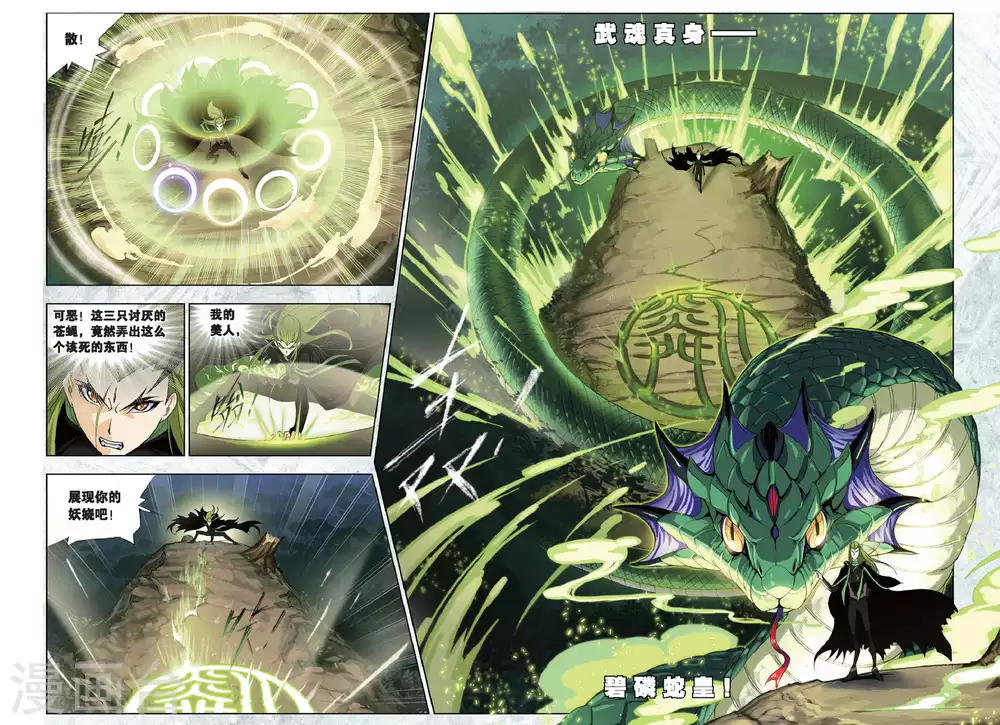 散！
可恶！这三只讨厌的
苍蝇，竟然弄出这么
个该死的东西！
我的
美人，
展现你的
妖娆吧！
武魂真身——
碧磷蛇皇！
漫画